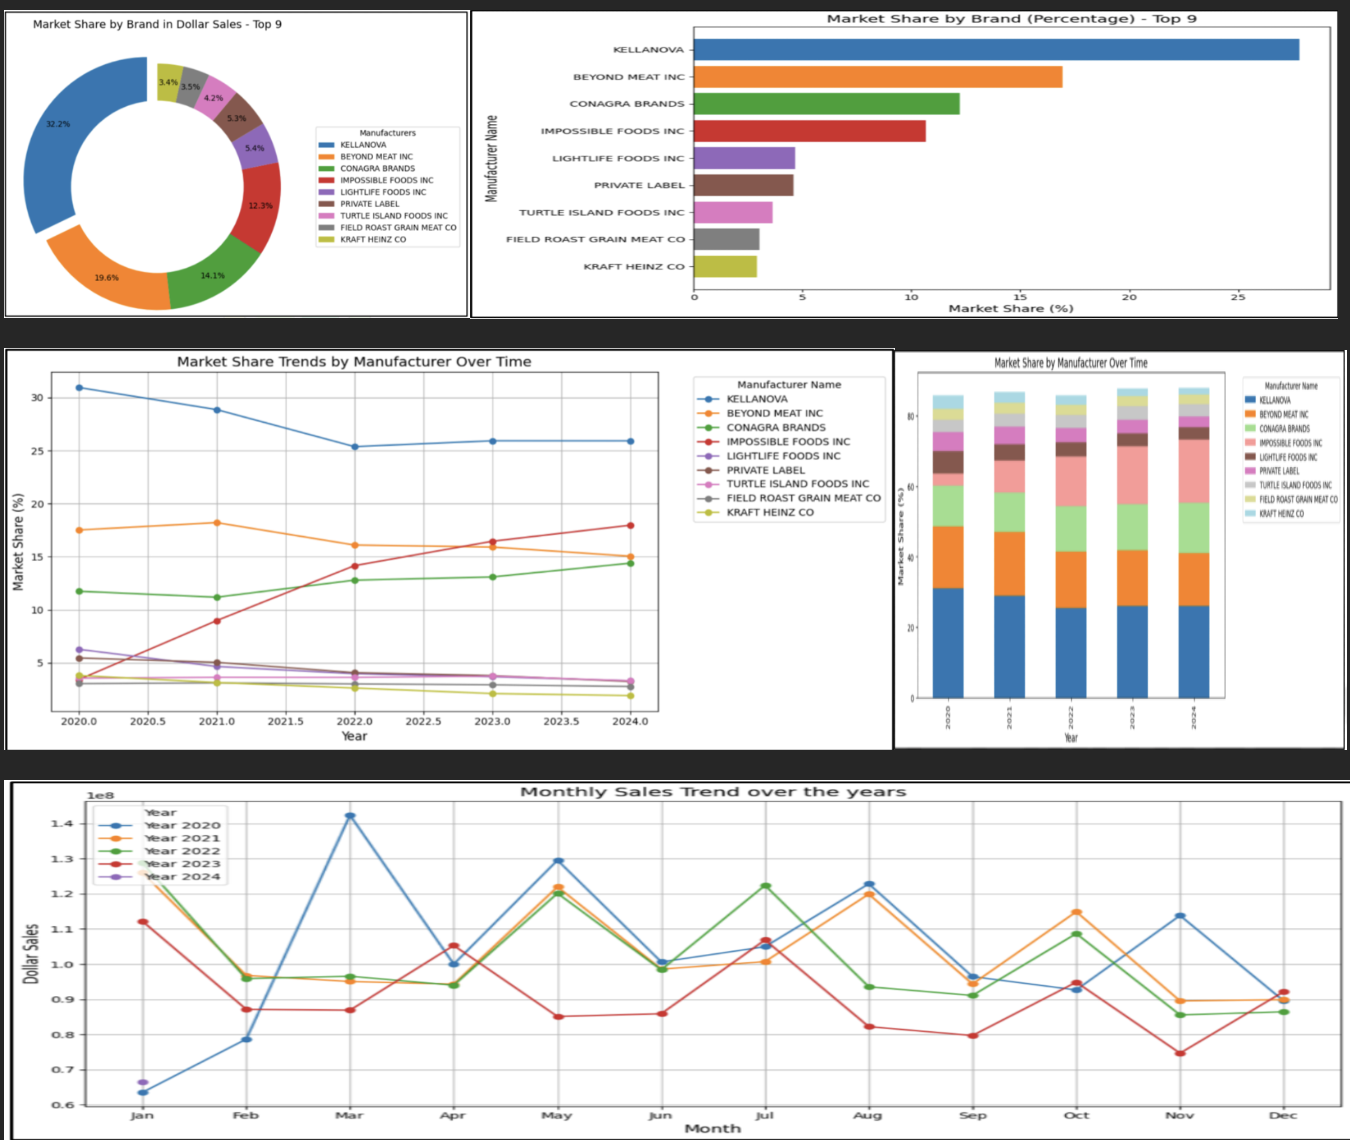 Market Share by Brand in Dollar Sales - Top 9
32.2%
19.6%
14.1%
12.3%
5.4%
5.3%
4.2%
3.5%
3.4%
Manufacturers
KELLANOVA
BEYOND MEAT INC
CONAGRA BRANDS
IMPOSSIBLE FOODS INC
LIGHTLIFE FOODS INC
PRIVATE LABEL
TURTLE ISLAND FOODS INC
FIELD ROAST GRAIN MEAT CO
KRAFT HEINZ CO
Market Share by Brand (Percentage) - Top 9
Manufacturer Name
KELLANOVA
BEYOND MEAT INC
CONAGRA BRANDS
IMPOSSIBLE FOODS INC
LIGHTLIFE FOODS INC
PRIVATE LABEL
TURTLE ISLAND FOODS INC
FIELD ROAST GRAIN MEAT CO
KRAFT HEINZ CO
0 5 10 15 20 25
Market Share (%)
Market Share Trends by Manufacturer Over Time
Market Share (%)
30
25
20
15
10
5
2020.0 2020.5 2021.0 2021.5 2022.0 2022.5 2023.0 2023.5 2024.0
Year
Manufacturer Name
KELLANOVA
BEYOND MEAT INC
CONAGRA BRANDS
IMPOSSIBLE FOODS INC
LIGHTLIFE FOODS INC
PRIVATE LABEL
TURTLE ISLAND FOODS INC
FIELD ROAST GRAIN MEAT CO
KRAFT HEINZ CO
Market Share by Manufacturer Over Time
Market Share (%)
80
60
40
20
0
2020 2021 2022 2023 2024
Year
Manufacturer Name
KELLANOVA
BEYOND MEAT INC
CONAGRA BRANDS
IMPOSSIBLE FOODS INC
LIGHTLIFE FOODS INC
PRIVATE LABEL
TURTLE ISLAND FOODS INC
FIELD ROAST GRAIN MEAT CO
KRAFT HEINZ CO
Monthly Sales Trend over the years
1e8
Dollar Sales
1.4
1.3
1.2
1.1
1.0
0.9
0.8
0.7
0.6
Year
Year 2020
Year 2021
Year 2022
Year 2023
Year 2024
Jan Feb Mar Apr May Jun Jul Aug Sep Oct Nov Dec
Month